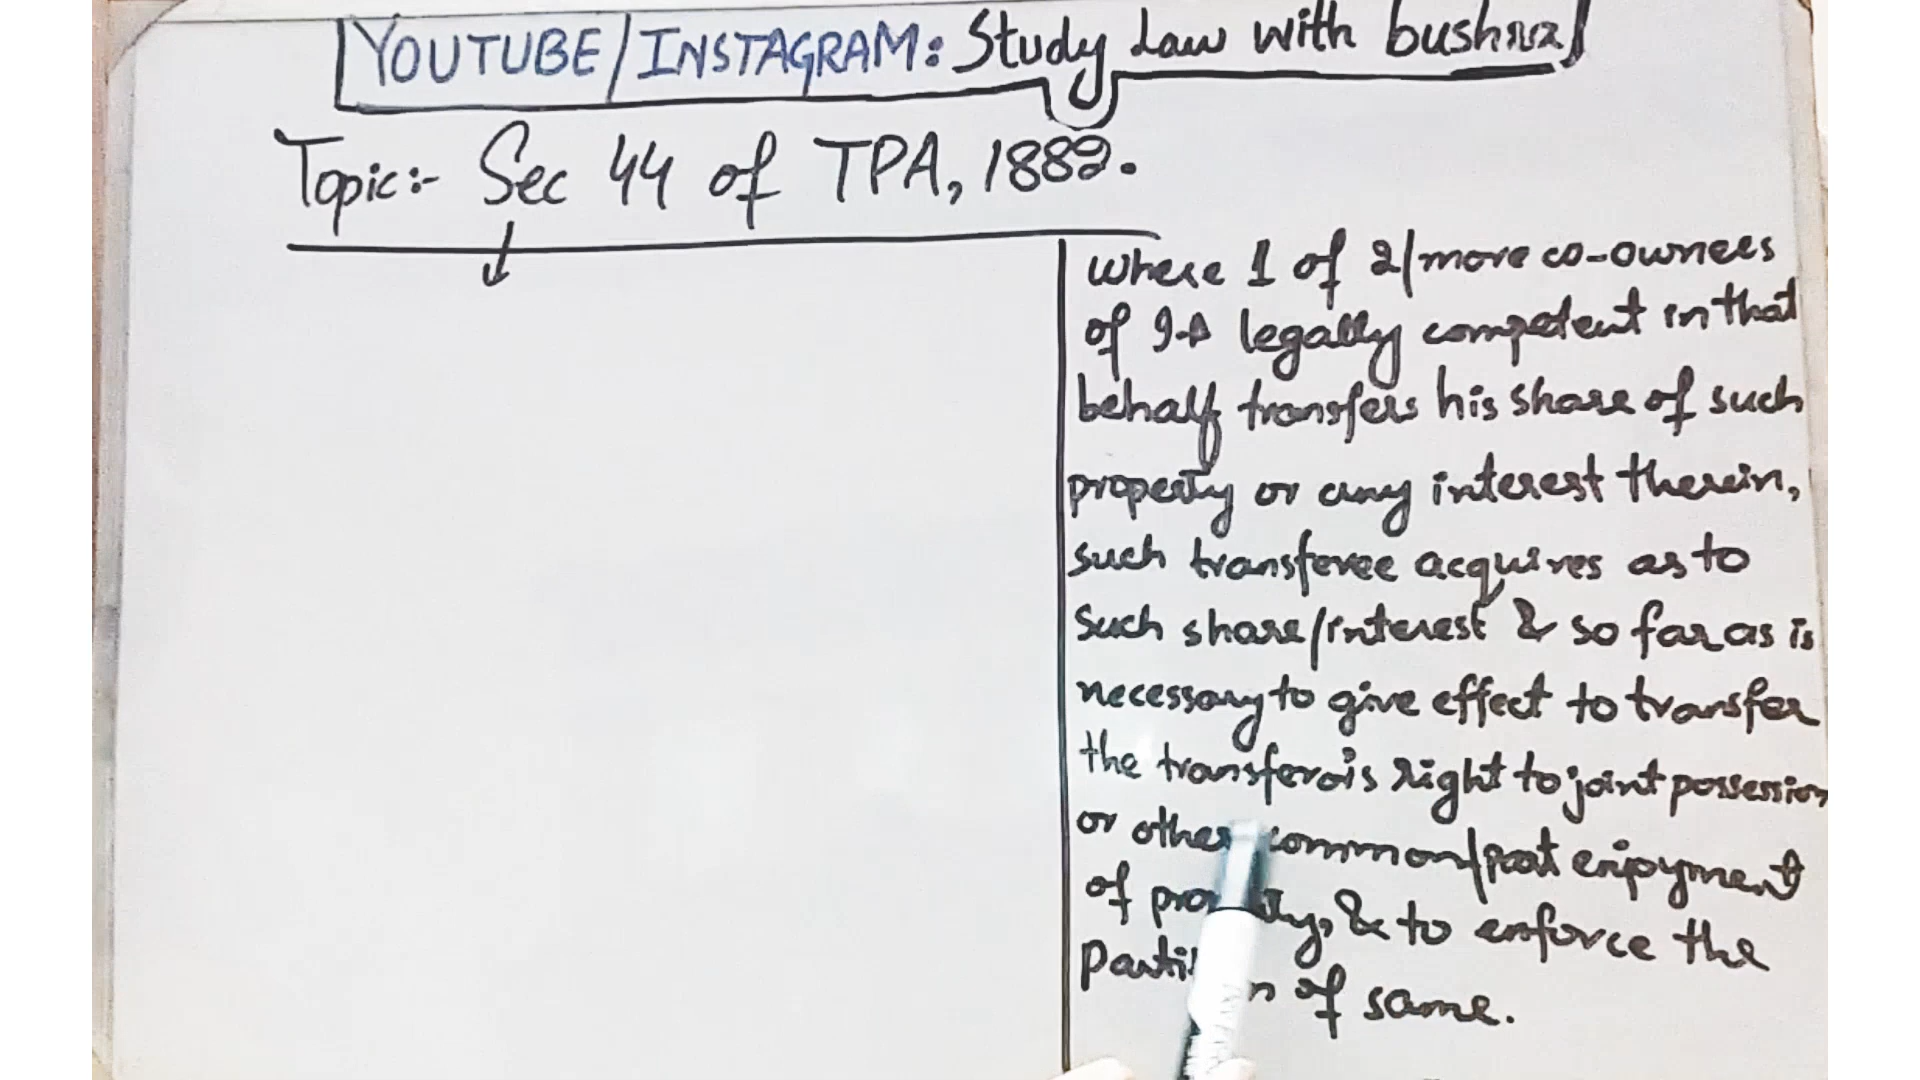 YOUTUBE/INSTAGRAM: Study Law with bushra
Topic:- Sec 44 of TPA, 1882.
where 1 of 2/more co-owners
of legally competent in that
behalf transfers his share of such
property or any interest therein,
such transferee acquires as to
such share/interest & so far as is
necessary to give effect to transfer
the transferor's right to joint possession
or other common/part enjoyment
of & to enforce the
of same.